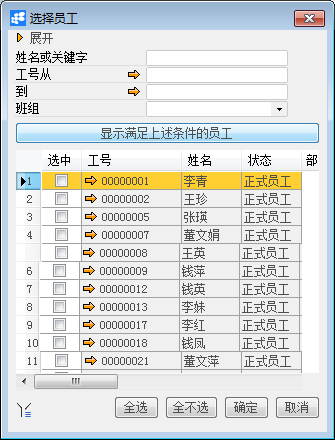 选择员工
展开
姓名或关键字
工号从
到
班组
显示满足上述条件的员工
选中 工号 姓名 状态 部
1 00000001 李青 正式员工
2 00000002 王珍 正式员工
3 00000005 张瑛 正式员工
4 00000007 董文娟 正式员工
00000008 王英 正式员工
6 00000009 钱萍 正式员工
7 00000012 钱英 正式员工
8 00000013 李妹 正式员工
9 00000017 李红 正式员工
10 00000018 钱凤 正式员工
11 00000021 董文萍 正式员工
全选 全不选 确定 取消